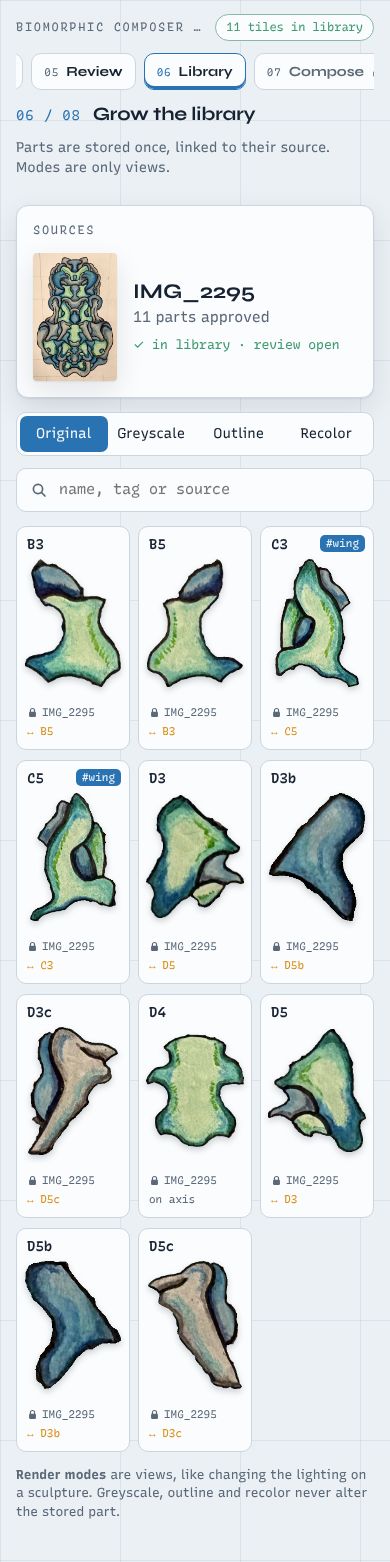 BIOMORPHIC COMPOSER …
11 tiles in library
05 Review
06 Library
07 Compose
06 / 08 Grow the library
Parts are stored once, linked to their source.
Modes are only views.
SOURCES
IMG_2295
11 parts approved
✓ in library · review open
Original Greyscale Outline Recolor
name, tag or source
B3
IMG_2295
↔ B5
B5
IMG_2295
↔ B3
C3 #wing
IMG_2295
↔ C5
C5 #wing
IMG_2295
↔ C3
D3
IMG_2295
↔ D5
D3b
IMG_2295
↔ D5b
D3c
IMG_2295
↔ D5c
D4
IMG_2295
on axis
D5
IMG_2295
↔ D3
D5b
IMG_2295
↔ D3b
D5c
IMG_2295
↔ D3c
Render modes are views, like changing the lighting on
a sculpture. Greyscale, outline and recolor never alter
the stored part.